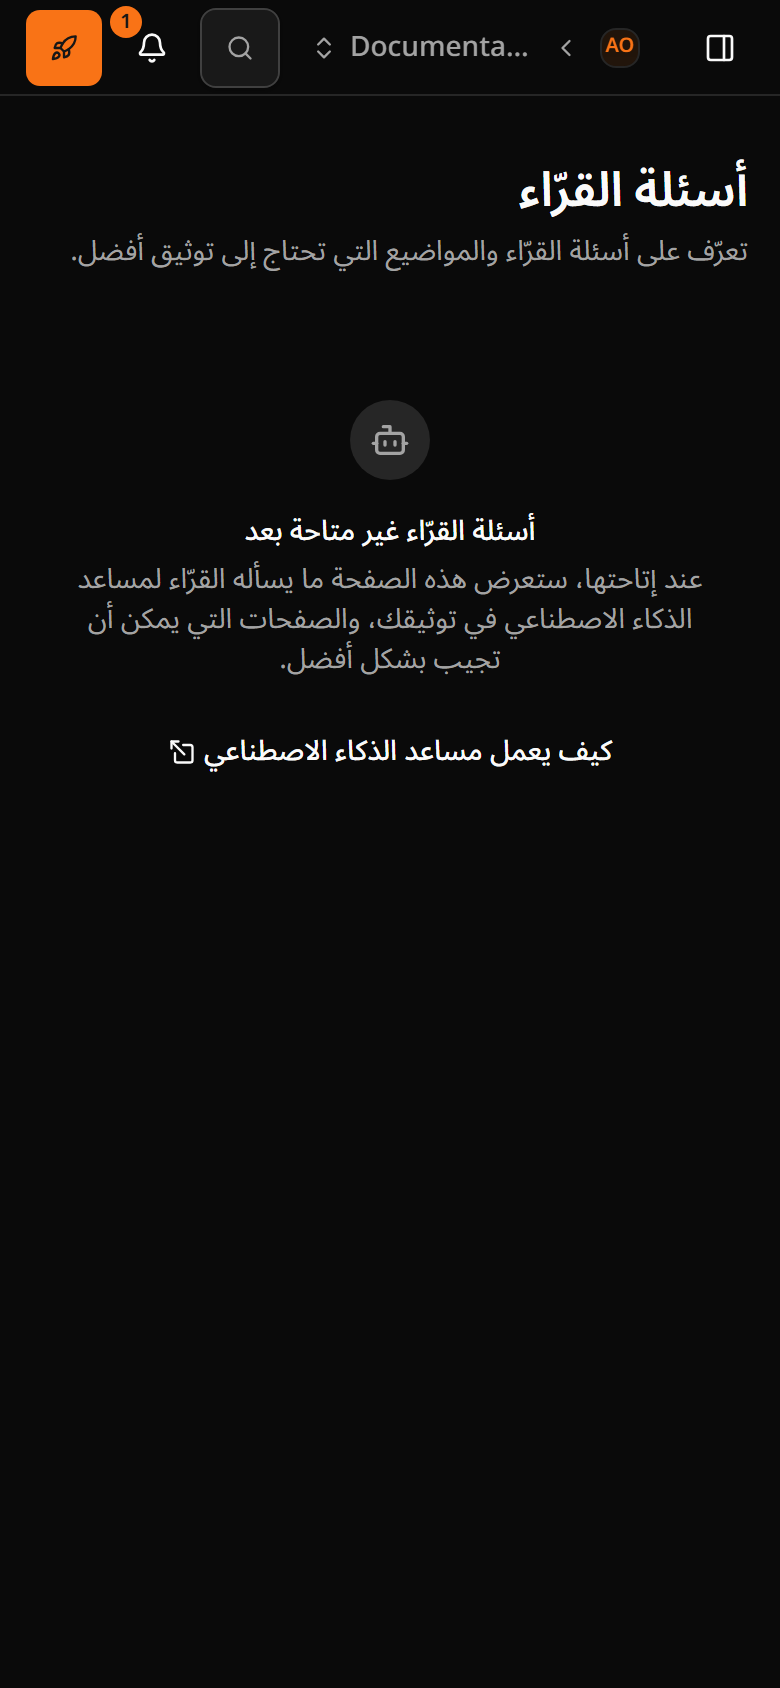 AO
Documenta...
1
أسئلة القرّاء
تعرّف على أسئلة القرّاء والمواضيع التي تحتاج إلى توثيق أفضل.
أسئلة القرّاء غير متاحة بعد
عند إتاحتها، ستعرض هذه الصفحة ما يسأله القرّاء لمساعد
الذكاء الاصطناعي في توثيقك، والصفحات التي يمكن أن
تجيب بشكل أفضل.
كيف يعمل مساعد الذكاء الاصطناعي